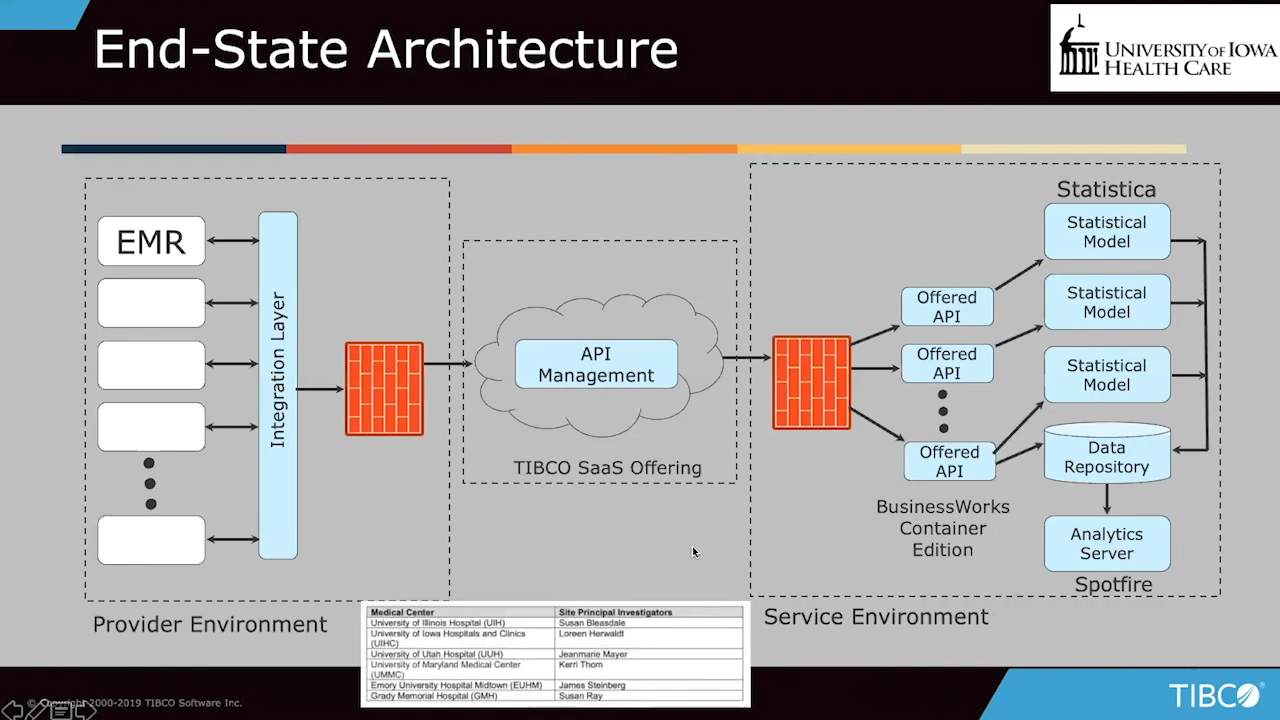 End-State Architecture
UNIVERSITY OF IOWA
HEALTH CARE
EMR
Integration Layer
Provider Environment
API
Management
TIBCO SaaS Offering
Offered
API
Offered
API
Offered
API
BusinessWorks
Container
Edition
Statistica
Statistical
Model
Statistical
Model
Statistical
Model
Data
Repository
Analytics
Server
Spotfire
Service Environment
Medical Center Site Principal Investigators
University of Illinois Hospital (UIH) Susan Bleasdale
University of Iowa Hospitals and Clinics Loreen Herwaldt
(UIHC)
University of Utah Hospital (UUH) Jeanmarie Mayer
University of Maryland Medical Center Kerri Thom
(UMMC)
Emory University Hospital Midtown (EUHM) James Steinberg
Grady Memorial Hospital (GMH) Susan Ray
© Copyright 2000-2019 TIBCO Software Inc.
TIBCO